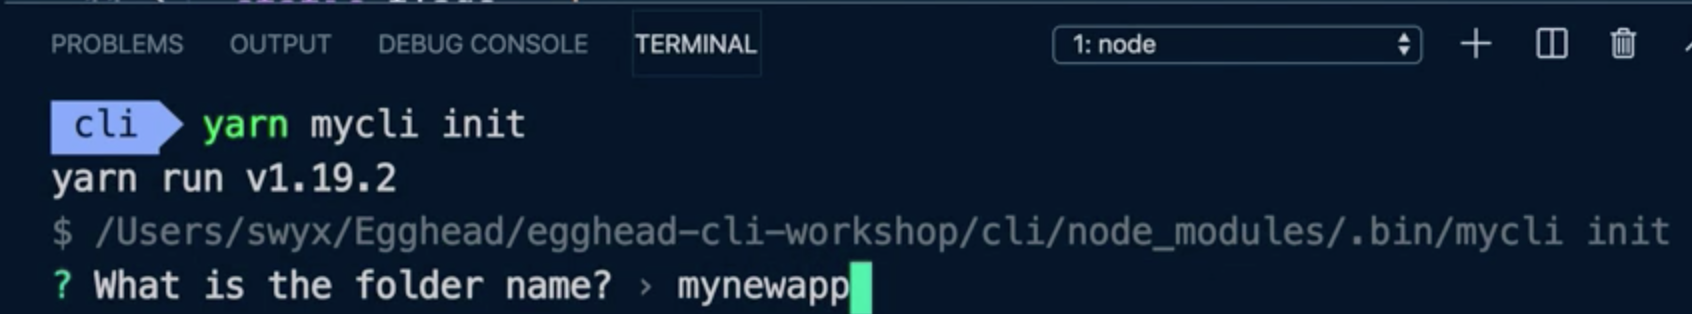 PROBLEMS OUTPUT DEBUG CONSOLE TERMINAL 1: node
cli yarn mycli init
yarn run v1.19.2
$ /Users/swyx/Egghead/egghead-cli-workshop/cli/node_modules/.bin/mycli init
? What is the folder name? › mynewapp